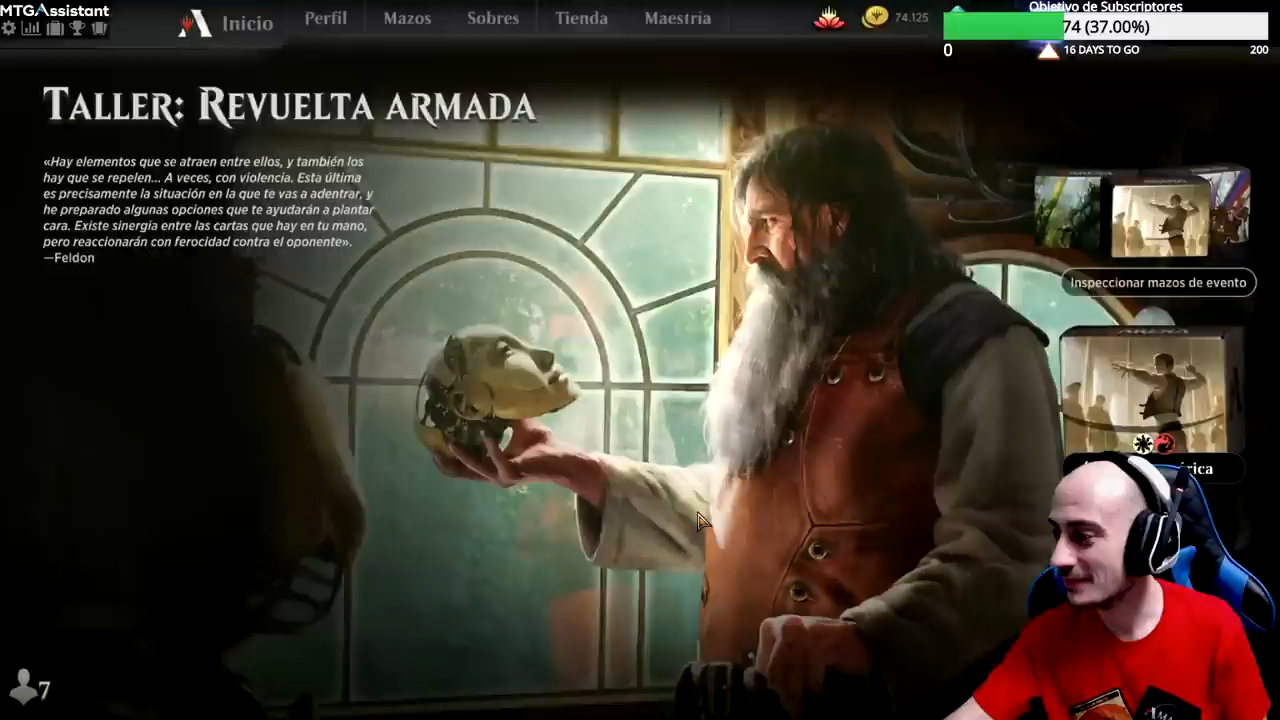 MTGAssistant
Inicio
Perfil
Mazos
Sobres
Tienda
Maestría
74.125
Objetivo de Subscriptores
74 (37.00%)
0
16 DAYS TO GO
200
TALLER: REVUELTA ARMADA
«Hay elementos que se atraen entre ellos, y también los
hay que se repelen... A veces, con violencia. Esta última
es precisamente la situación en la que te vas a adentrar, y
he preparado algunas opciones que te ayudarán a plantar
cara. Existe sinergia entre las cartas que hay en tu mano,
pero reaccionarán con ferocidad contra el oponente».
—Feldon
Inspeccionar mazos de evento
ARENA
7